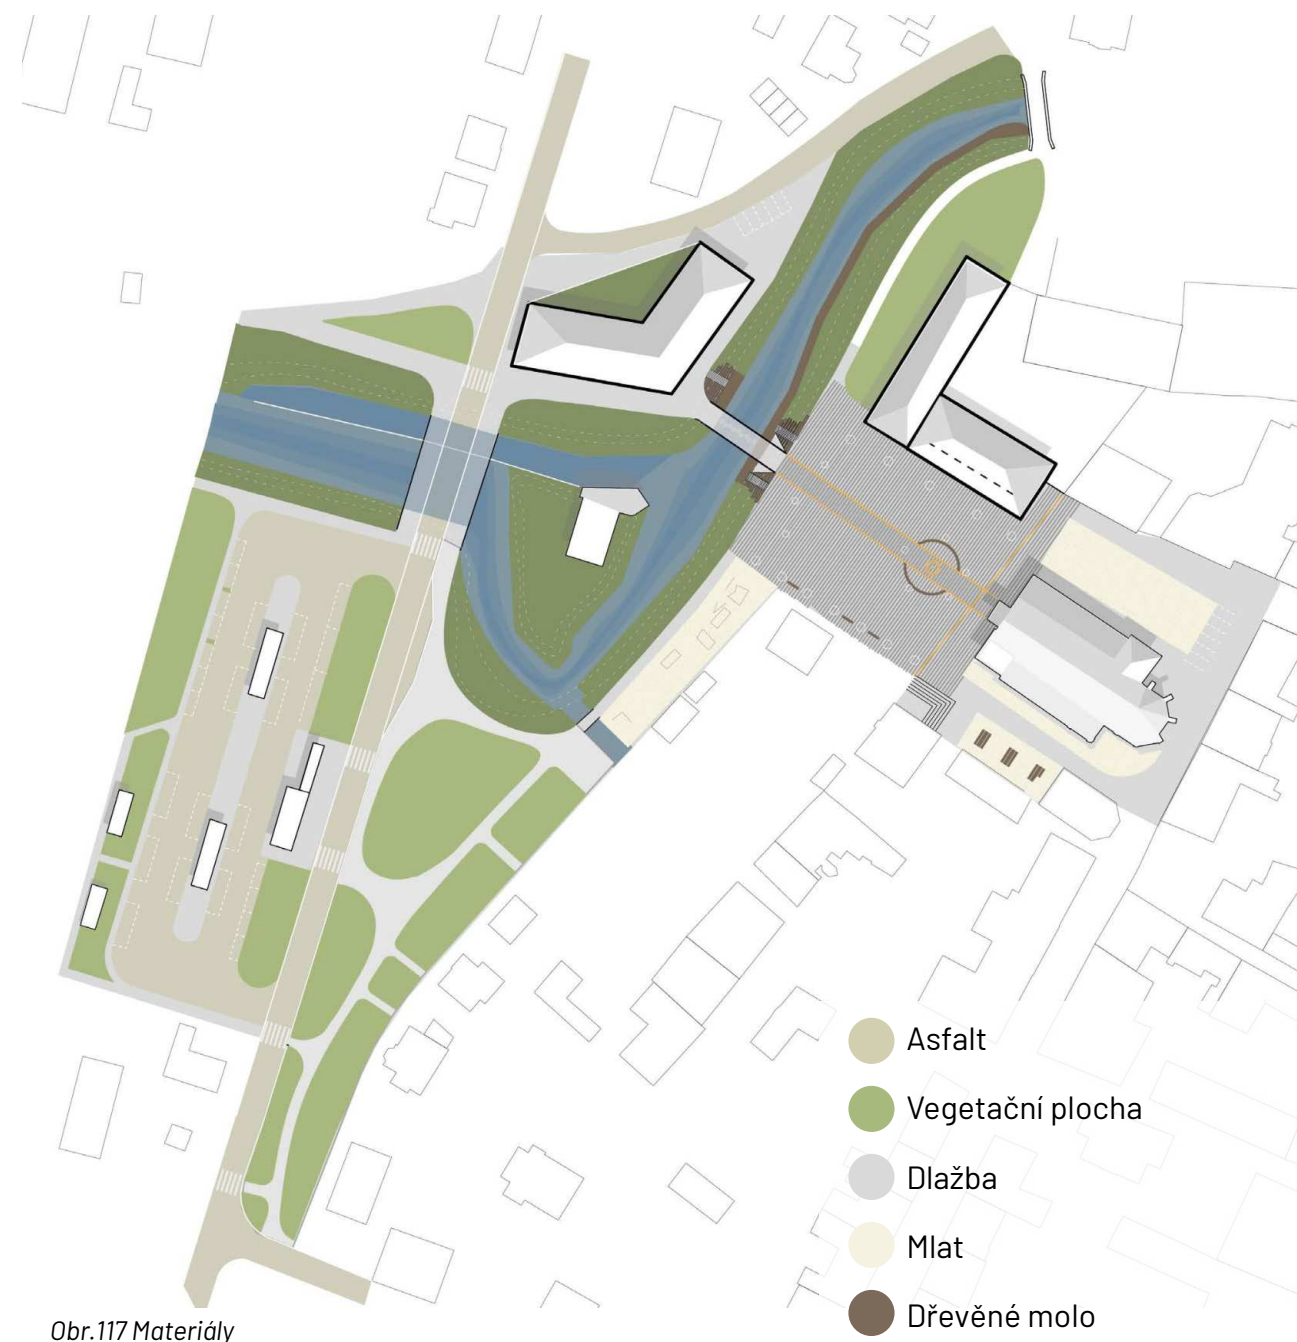 Asfalt
Vegetační plocha
Dlažba
Mlat
Dřevěné molo
Obr.117 Materiály